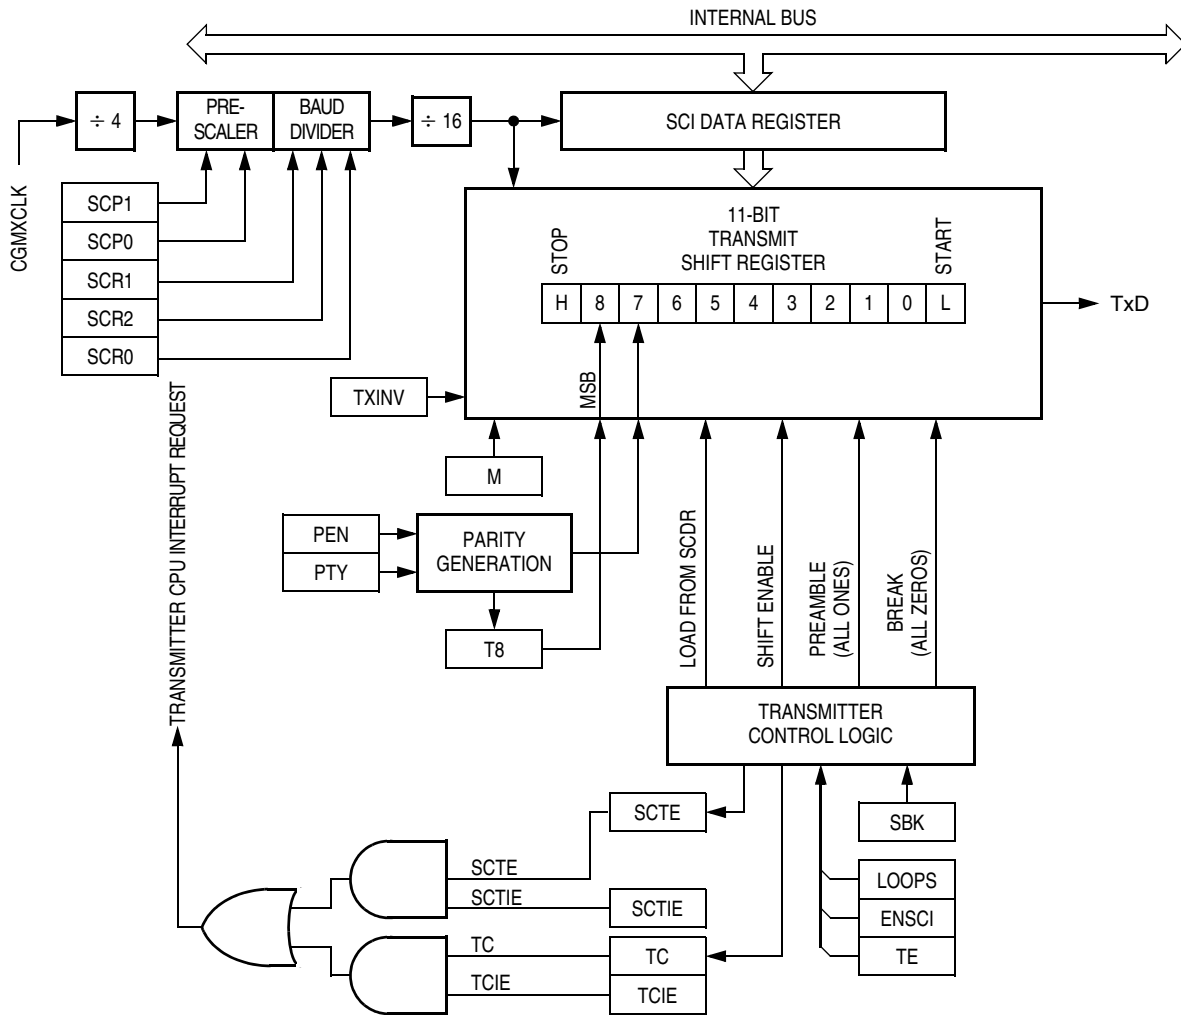 INTERNAL BUS
÷ 4
PRE-
SCALER
BAUD
DIVIDER
÷ 16
SCI DATA REGISTER
CGMXCLK
SCP1
SCP0
SCR1
SCR2
SCR0
11-BIT
TRANSMIT
SHIFT REGISTER
STOP
START
H 8 7 6 5 4 3 2 1 0 L
TxD
MSB
TXINV
M
PEN
PTY
PARITY
GENERATION
T8
LOAD FROM SCDR
SHIFT ENABLE
PREAMBLE
(ALL ONES)
BREAK
(ALL ZEROS)
TRANSMITTER CPU INTERRUPT REQUEST
TRANSMITTER
CONTROL LOGIC
SCTE
SBK
SCTE
SCTIE
SCTIE
LOOPS
ENSCI
TE
TC
TC
TCIE
TCIE